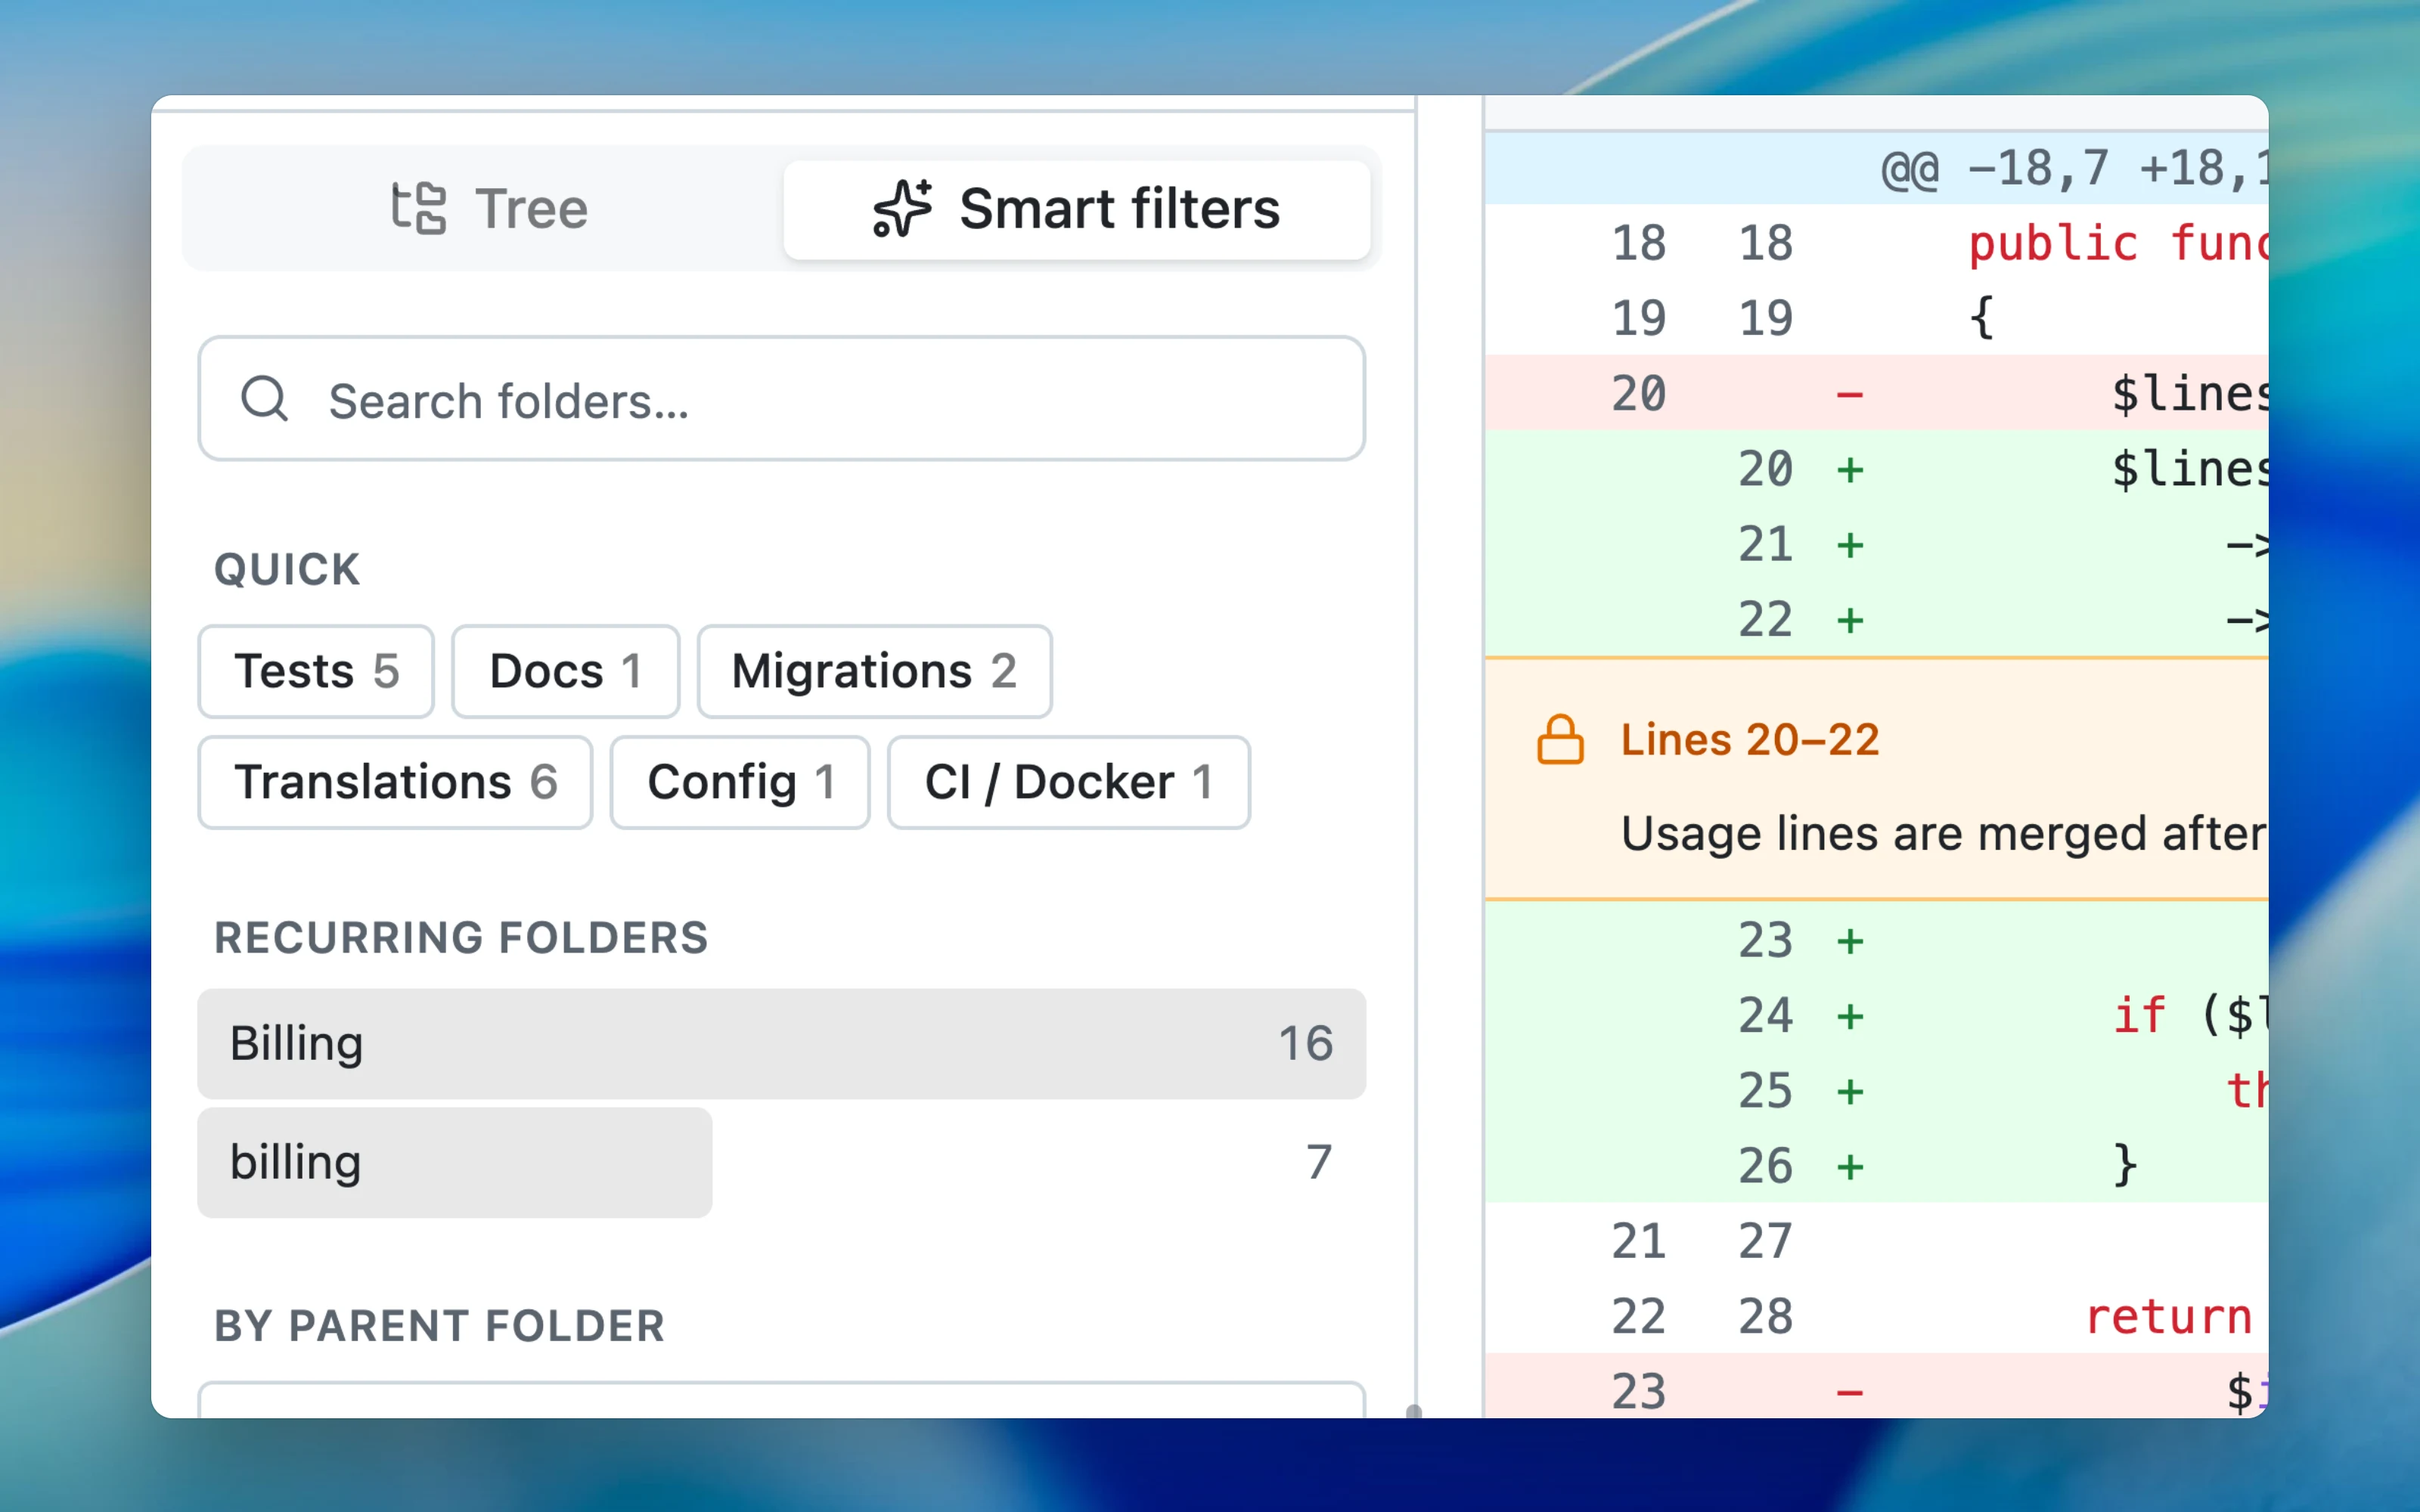 Tree
Smart filters
Search folders...
QUICK
Tests 5
Docs 1
Migrations 2
Translations 6
Config 1
CI / Docker 1
RECURRING FOLDERS
Billing 16
billing 7
BY PARENT FOLDER
@@ −18,7 +18,1
18 18 public func
19 19 {
20 − $lines
20 + $lines
21 + −>
22 + −>
Lines 20–22
Usage lines are merged after
23 +
24 + if ($l
25 + th
26 + }
21 27
22 28 return
23 − $i